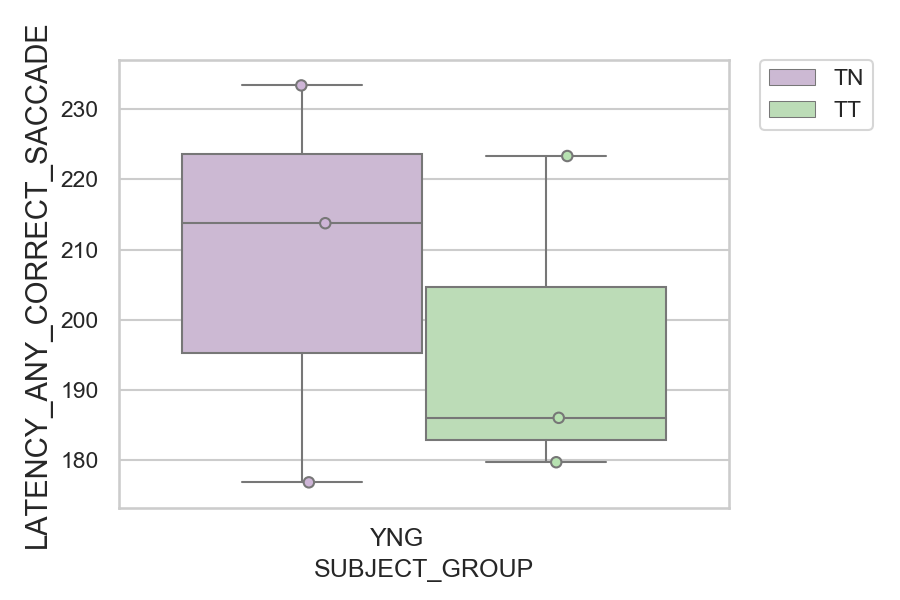 LATENCY_ANY_CORRECT_SACCADE
230
220
210
200
190
180
YNG
SUBJECT_GROUP
TN
TT